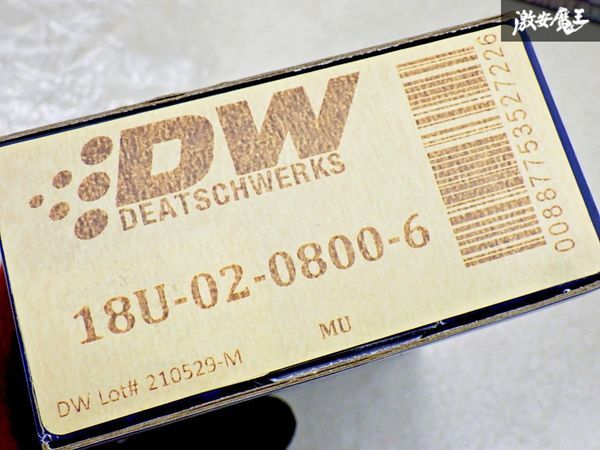 激安魔王
DW
DEATSCHWERKS
00887753527226
18U-02-0800-6
MU
DW Lot# 210529-M